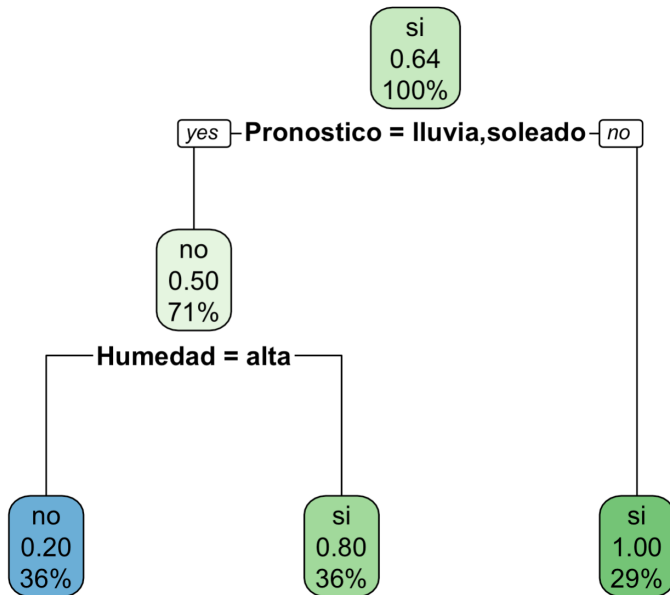 si
0.64
100%
yes Pronostico = lluvia,soleado no
no
0.50
71%
Humedad = alta
no
0.20
36%
si
0.80
36%
si
1.00
29%